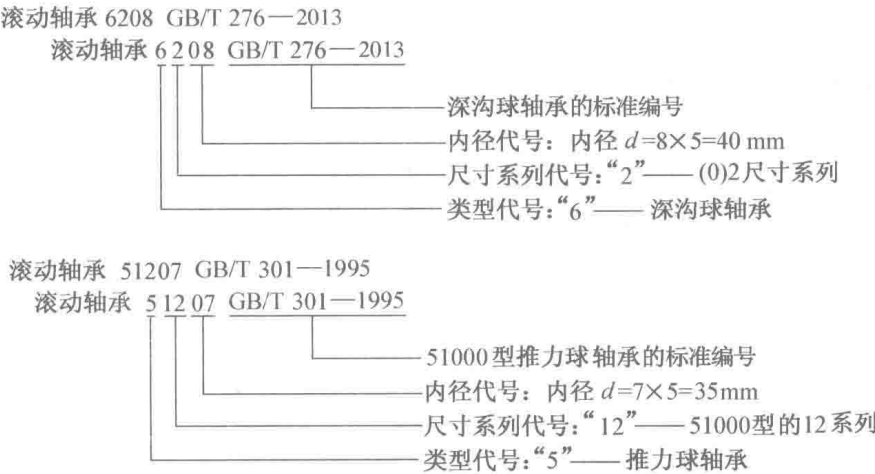 滚动轴承 6208 GB/T 276—2013
滚动轴承 6 2 08 GB/T 276—2013
深沟球轴承的标准编号
内径代号：内径 d=8×5=40 mm
尺寸系列代号：“2”—— (0)2尺寸系列
类型代号：“6”—— 深沟球轴承
滚动轴承 51207 GB/T 301—1995
滚动轴承 5 12 07 GB/T 301—1995
51000型推力球轴承的标准编号
内径代号：内径 d=7×5=35mm
尺寸系列代号：“12”—— 51000型的12系列
类型代号：“5”—— 推力球轴承